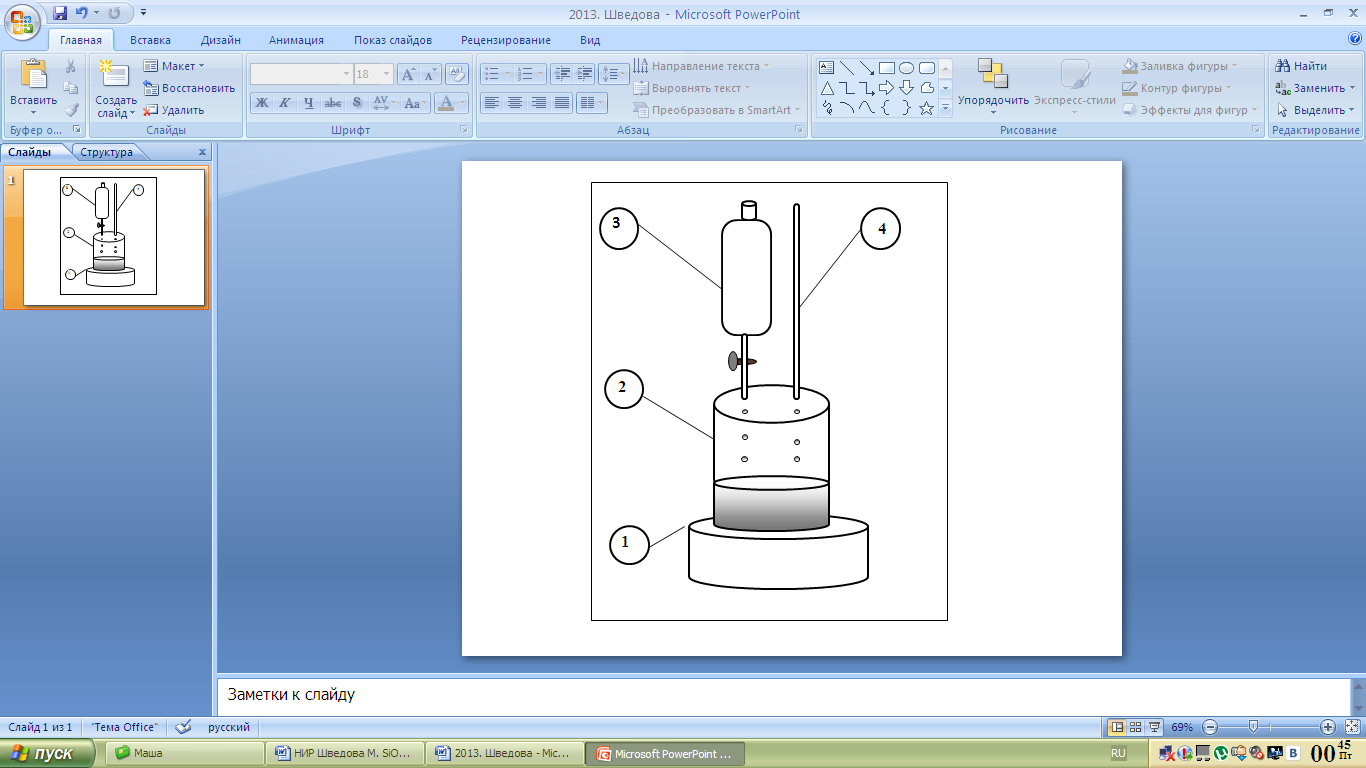 2013. Шведова - Microsoft PowerPoint
Главная Вставка Дизайн Анимация Показ слайдов Рецензирование Вид
Вставить
Буфер о...
Создать слайд
Макет
Восстановить
Удалить
Слайды
18
Ж К Ч abc S AV Aa А
Шрифт
Направление текста
Выровнять текст
Преобразовать в SmartArt
Абзац
Упорядочить
Экспресс-стили
Заливка фигуры
Контур фигуры
Эффекты для фигур
Рисование
Найти
Заменить
Выделить
Редактирование
Слайды Структура x
1
3
4
2
1
Заметки к слайду
Слайд 1 из 1 "Тема Office" русский 69%
пуск Маша НИР Шведова М. SiO... 2013. Шведова - Mic... Microsoft PowerPoint ... RU В 00 45 Пт